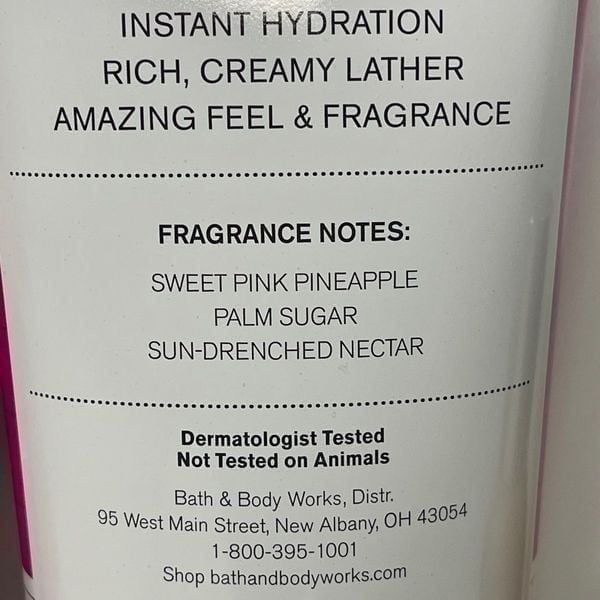 INSTANT HYDRATION
RICH, CREAMY LATHER
AMAZING FEEL & FRAGRANCE
FRAGRANCE NOTES:
SWEET PINK PINEAPPLE
PALM SUGAR
SUN-DRENCHED NECTAR
Dermatologist Tested
Not Tested on Animals
Bath & Body Works, Distr.
95 West Main Street, New Albany, OH 43054
1-800-395-1001
Shop bathandbodyworks.com